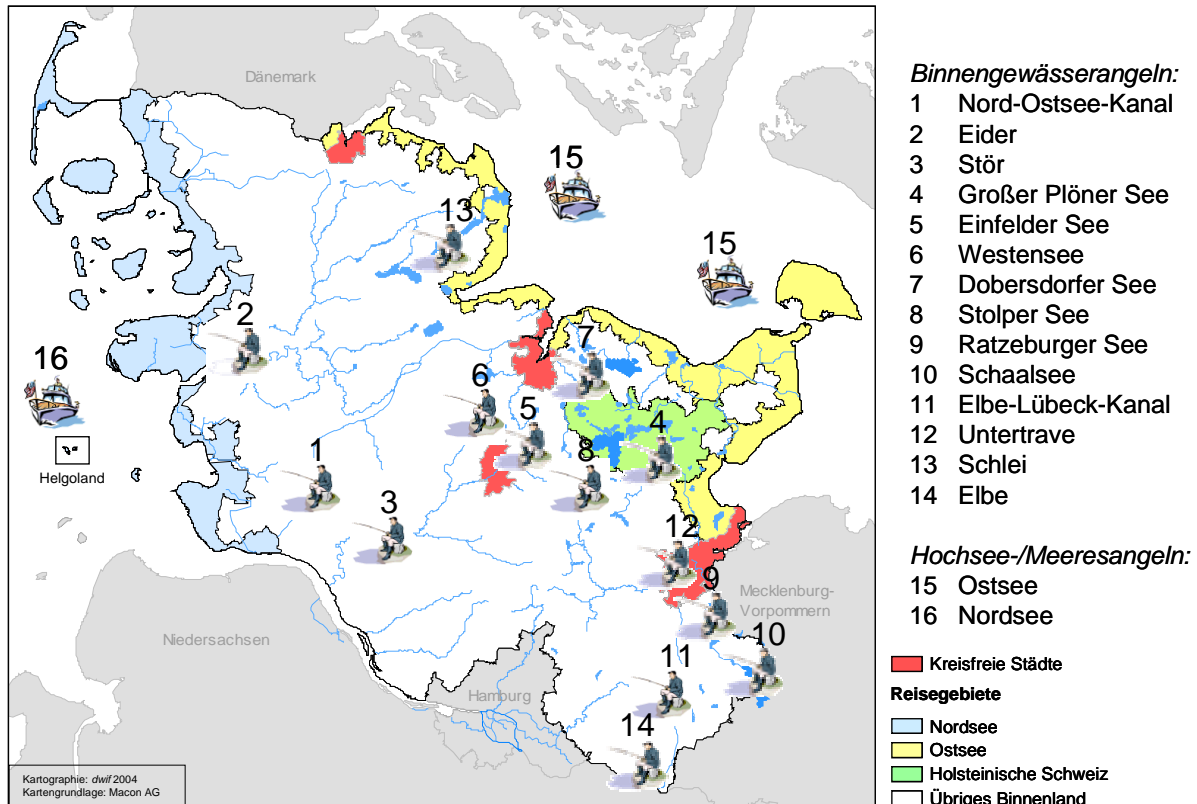 Dänemark
15
13
15
2
7
16
6
5
4
Helgoland
8
1
3
12
9
Mecklenburg-
Vorpommern
Niedersachsen
10
11
Hamburg
14
Kartographie: dwif 2004
Kartengrundlage: Macon AG
Binnengewässerangeln:
1 Nord-Ostsee-Kanal
2 Eider
3 Stör
4 Großer Plöner See
5 Einfelder See
6 Westensee
7 Dobersdorfer See
8 Stolper See
9 Ratzeburger See
10 Schaalsee
11 Elbe-Lübeck-Kanal
12 Untertrave
13 Schlei
14 Elbe
Hochsee-/Meeresangeln:
15 Ostsee
16 Nordsee
Kreisfreie Städte
Reisegebiete
Nordsee
Ostsee
Holsteinische Schweiz
Übriges Binnenland